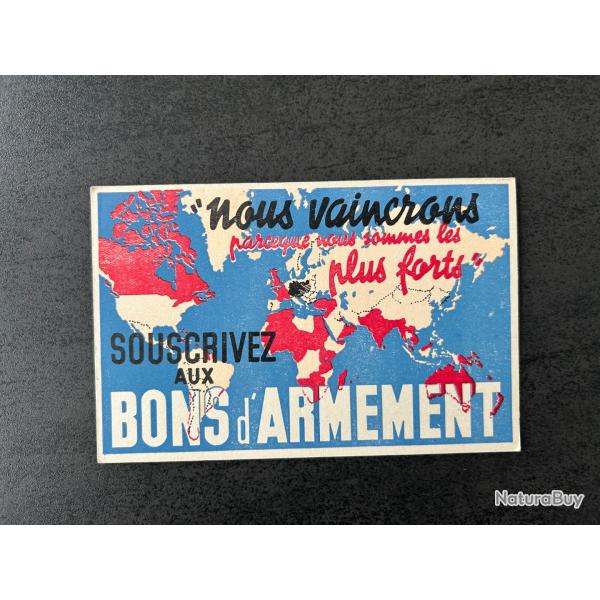 "nous vaincrons
parceque nous sommes les
plus forts"
SOUSCRIVEZ
AUX
BONS d'ARMEMENT
NaturaBuy